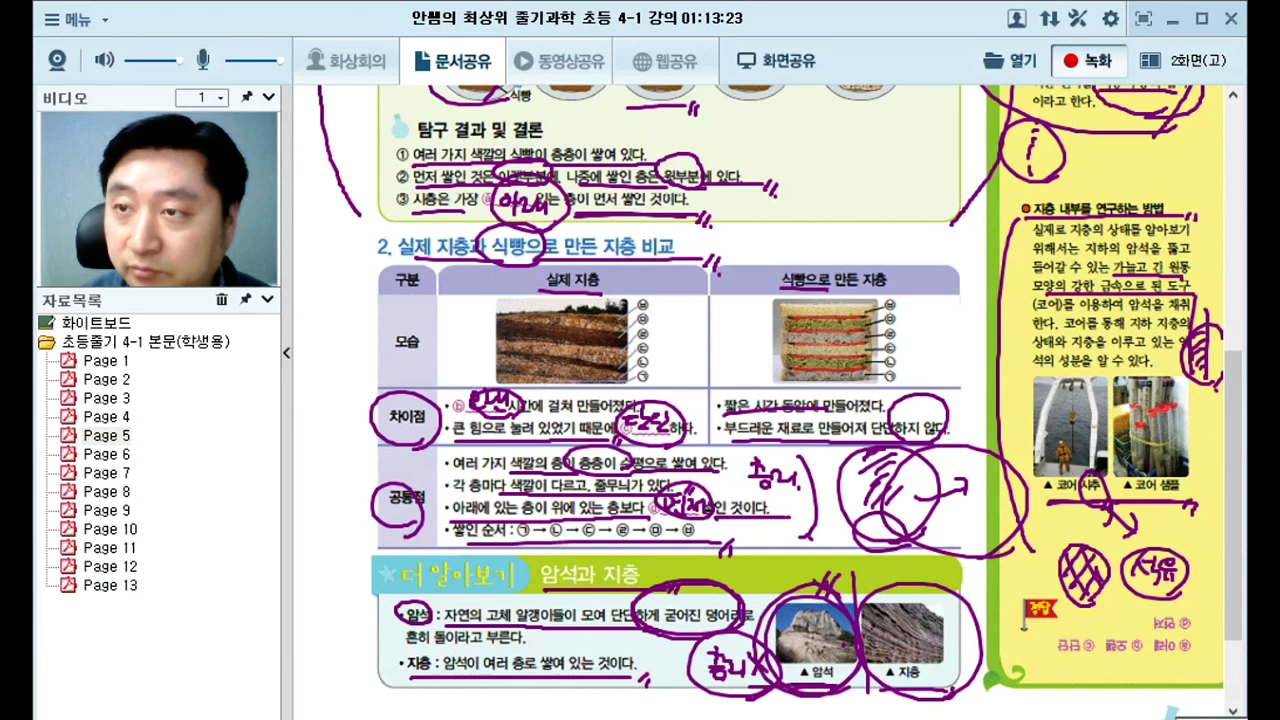 메뉴
안쌤의 최상위 줄기과학 초등 4-1 강의 01:13:23
화상회의
문서공유
동영상공유
웹공유
화면공유
열기
녹화
2화면(고)
비디오
1
자료목록
화이트보드
초등줄기 4-1 본문(학생용)
Page 1
Page 2
Page 3
Page 4
Page 5
Page 6
Page 7
Page 8
Page 9
Page 10
Page 11
Page 12
Page 13
식빵
탐구 결과 및 결론
① 여러 가지 색깔의 식빵이 층층이 쌓여 있다.
② 먼저 쌓인 것은 아랫부분에, 나중에 쌓인 층은 윗부분에 있다.
③ 시층은 가장 아래 있는 층이 먼저 쌓인 것이다.
2. 실제 지층과 식빵으로 만든 지층 비교
구분
실제 지층
식빵으로 만든 지층
모습
ㅂ ㅁ ㄹ ㄷ ㄴ ㄱ
ㅂ ㅁ ㄹ ㄷ ㄴ ㄱ
차이점
• ⓑ 시간에 걸쳐 만들어졌다.
• 큰 힘으로 눌려 있었기 때문에 단단하다.
• 짧은 시간 동안에 만들어졌다.
• 부드러운 재료로 만들어져 단단하지 않다.
공통점
• 여러 가지 색깔의 층이 층층이 수평으로 쌓여 있다.
• 각 층마다 색깔이 다르고, 줄무늬가 있다.
• 아래에 있는 층이 위에 있는 층보다 ⓓ 먼저 쌓인 것이다.
• 쌓인 순서 : ㉠ → ㉡ → ㉢ → ㉣ → ㉤ → ㉥
층리
더 알아보기
암석과 지층
• 암석 : 자연의 고체 알갱이들이 모여 단단하게 굳어진 덩어리로
흔히 돌이라고 부른다.
• 지층 : 암석이 여러 층로 쌓여 있는 것이다.
층리 X
▲ 암석
▲ 지층
이라고 한다.
지층 내부를 연구하는 방법
실제로 지층의 상태를 알아보기
위해서는 지하의 암석을 뚫고
들어갈 수 있는 가늘고 긴 원통
모양의 강한 금속으로 된 도구
(코어)를 이용하여 암석을 채취
한다. 코어를 통해 지하 지층의
상태와 지층을 이루고 있는 암
석의 성분을 알 수 있다.
▲ 코어 시추
▲ 코어 샘플
석유
정답
ⓐ 아래 ⓑ 오랜 ⓒ 단단
ⓓ 먼저